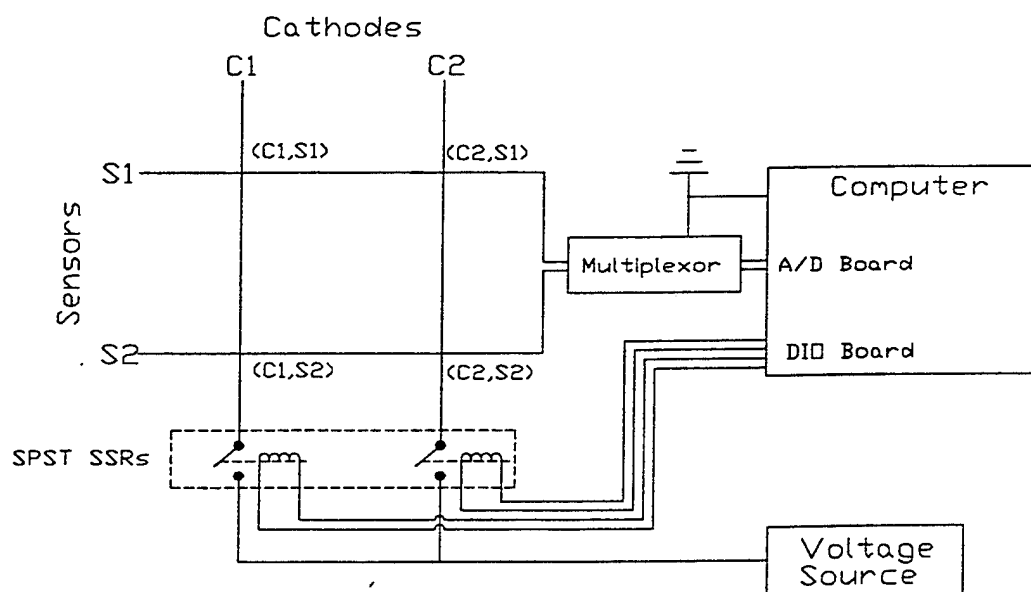 Cathodes
C1
C2
(C1,S1)
(C2,S1)
S1
Computer
Sensors
Multiplexor
A/D Board
S2
DIO Board
(C1,S2)
(C2,S2)
SPST SSRs
Voltage
Source